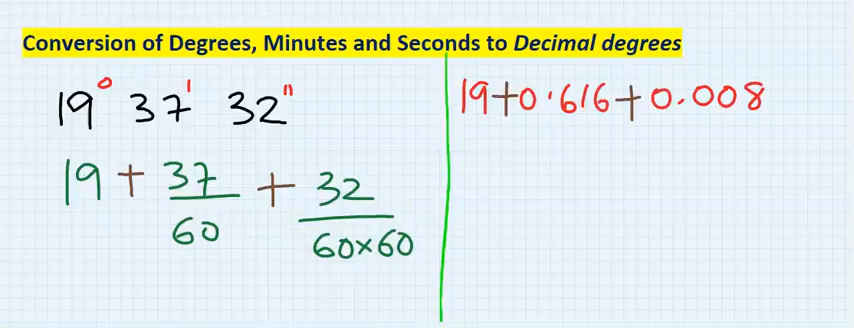 Conversion of Degrees, Minutes and Seconds to Decimal degrees
19° 37' 32"
19 + 37/60 + 32/60×60
19+0.616+0.008